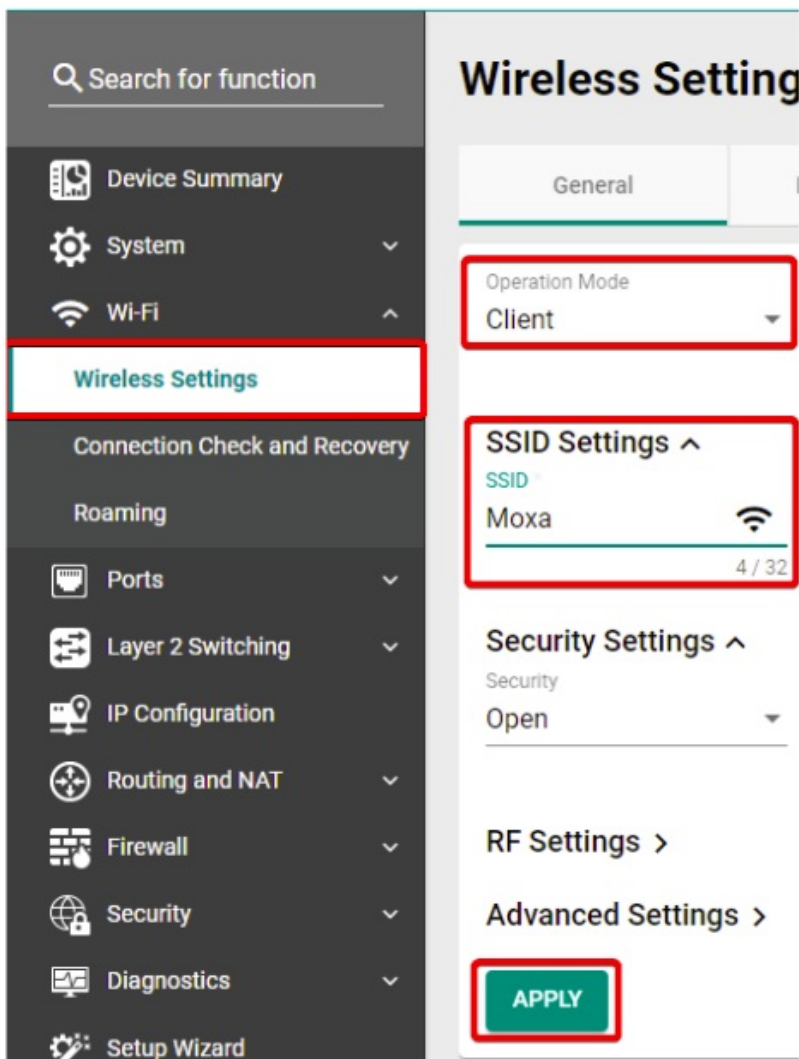 Search for function
Device Summary
System
Wi-Fi
Wireless Settings
Connection Check and Recovery
Roaming
Ports
Layer 2 Switching
IP Configuration
Routing and NAT
Firewall
Security
Diagnostics
Setup Wizard
Wireless Setting
General
Operation Mode
Client
SSID Settings
SSID
Moxa
4 / 32
Security Settings
Security
Open
RF Settings >
Advanced Settings >
APPLY